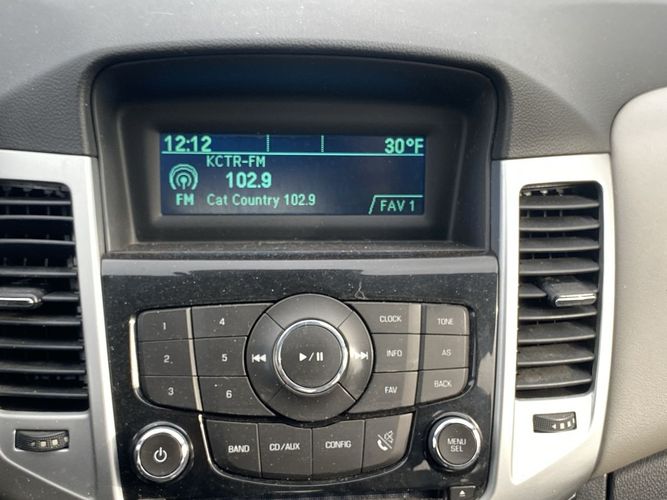 12:12 30°F
KCTR-FM
102.9
FM Cat Country 102.9 FAV 1
1 4 CLOCK TONE
2 5 INFO AS
3 6 FAV BACK
BAND CD/AUX CONFIG MENU
SEL